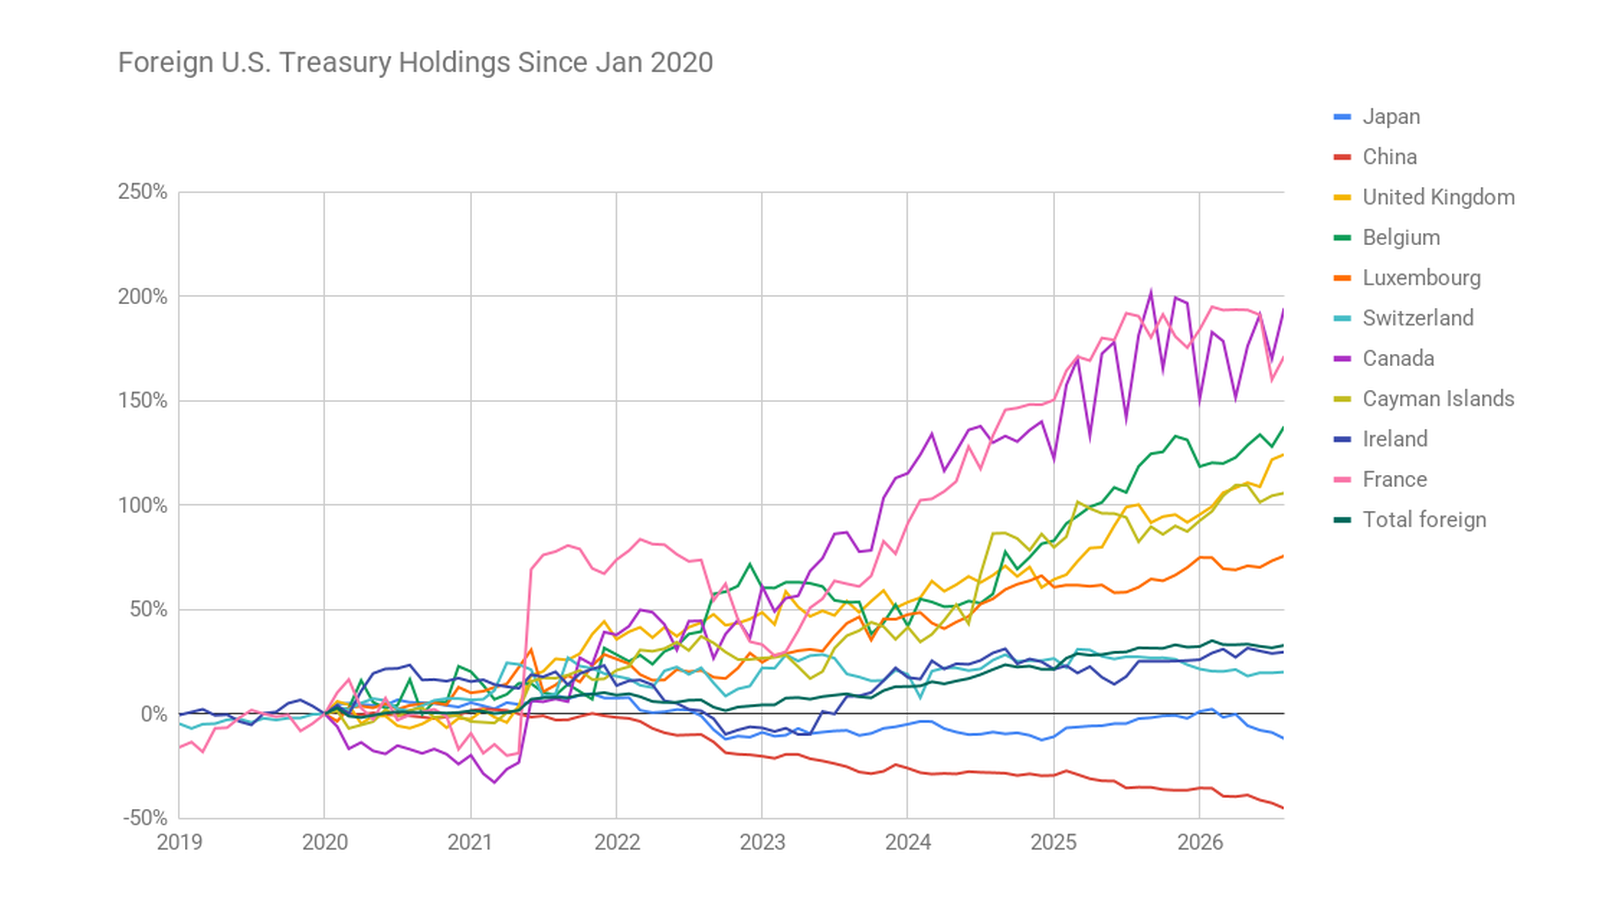 Foreign U.S. Treasury Holdings Since Jan 2020
Japan
China
United Kingdom
Belgium
Luxembourg
Switzerland
Canada
Cayman Islands
Ireland
France
Total foreign
250%
200%
150%
100%
50%
0%
-50%
2019 2020 2021 2022 2023 2024 2025 2026